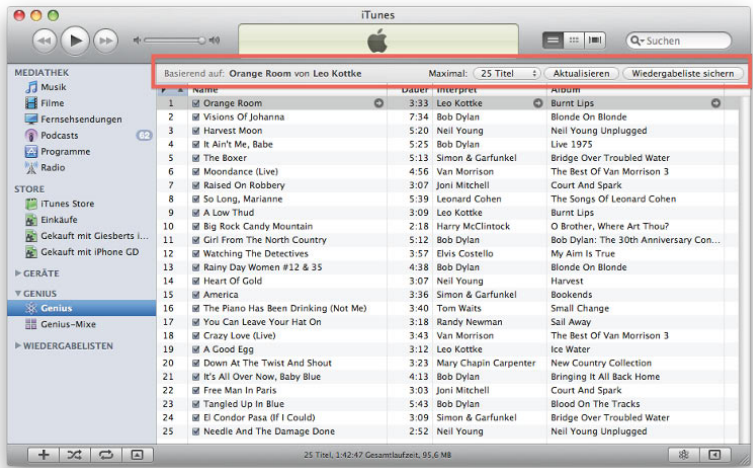 iTunes
Suchen
Basierend auf: Orange Room von Leo Kottke Maximal: 25 Titel Aktualisieren Wiedergabeliste sichern
MEDIATHEK
Musik
Filme
Fernsehsendungen
Podcasts
Programme
Radio
STORE
iTunes Store
Einkäufe
Gekauft mit Giesberts i...
Gekauft mit iPhone GD
GERÄTE
GENIUS
Genius
Genius-Mixe
WIEDERGABELISTEN
Name Dauer Interpret Album
1 Orange Room 3:33 Leo Kottke Burnt Lips
2 Visions Of Johanna 7:34 Bob Dylan Blonde On Blonde
3 Harvest Moon 5:20 Neil Young Neil Young Unplugged
4 It Ain't Me, Babe 5:25 Bob Dylan Live 1975
5 The Boxer 5:13 Simon & Garfunkel Bridge Over Troubled Water
6 Moondance (Live) 4:56 Van Morrison The Best Of Van Morrison 3
7 Raised On Robbery 3:07 Joni Mitchell Court And Spark
8 So Long, Marianne 5:39 Leonard Cohen The Songs Of Leonard Cohen
9 A Low Thud 3:09 Leo Kottke Burnt Lips
10 Big Rock Candy Mountain 2:18 Harry McClintock O Brother, Where Art Thou?
11 Girl From The North Country 5:12 Bob Dylan Bob Dylan: The 30th Anniversary Con...
12 Watching The Detectives 3:57 Elvis Costello My Aim Is True
13 Rainy Day Women #12 & 35 4:38 Bob Dylan Blonde On Blonde
14 Heart Of Gold 3:07 Neil Young Harvest
15 America 3:36 Simon & Garfunkel Bookends
16 The Piano Has Been Drinking (Not Me) 3:40 Tom Waits Small Change
17 You Can Leave Your Hat On 3:18 Randy Newman Sail Away
18 Crazy Love (Live) 3:43 Van Morrison The Best Of Van Morrison 3
19 A Good Egg 3:12 Leo Kottke Ice Water
20 Down At The Twist And Shout 3:23 Mary Chapin Carpenter New Country Collection
21 It's All Over Now, Baby Blue 4:13 Bob Dylan Bringing It All Back Home
22 Free Man In Paris 3:03 Joni Mitchell Court And Spark
23 Tangled Up In Blue 5:43 Bob Dylan Blood On The Tracks
24 El Condor Pasa (If I Could) 3:09 Simon & Garfunkel Bridge Over Troubled Water
25 Needle And The Damage Done 2:52 Neil Young Neil Young Unplugged
25 Titel, 1:42:47 Gesamtlaufzeit, 95,6 MB